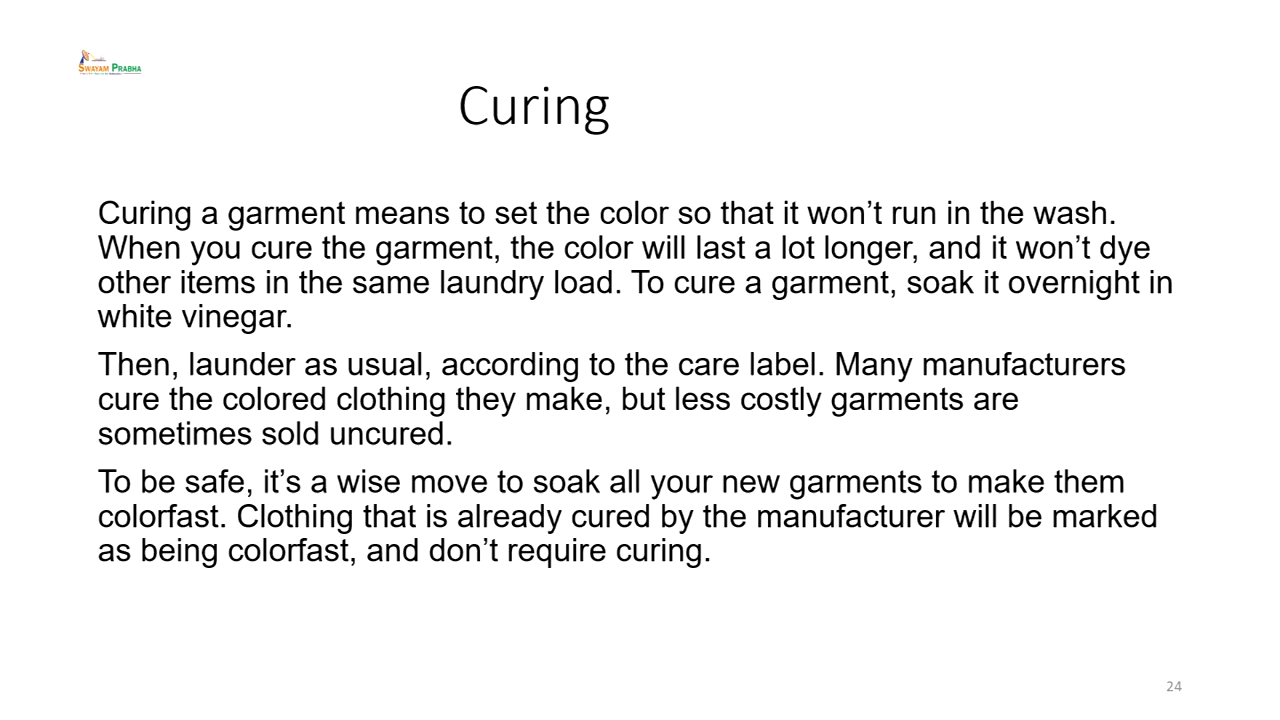 SWAYAM PRABHA
Curing
Curing a garment means to set the color so that it won’t run in the wash.
When you cure the garment, the color will last a lot longer, and it won’t dye
other items in the same laundry load. To cure a garment, soak it overnight in
white vinegar.
Then, launder as usual, according to the care label. Many manufacturers
cure the colored clothing they make, but less costly garments are
sometimes sold uncured.
To be safe, it’s a wise move to soak all your new garments to make them
colorfast. Clothing that is already cured by the manufacturer will be marked
as being colorfast, and don’t require curing.
24